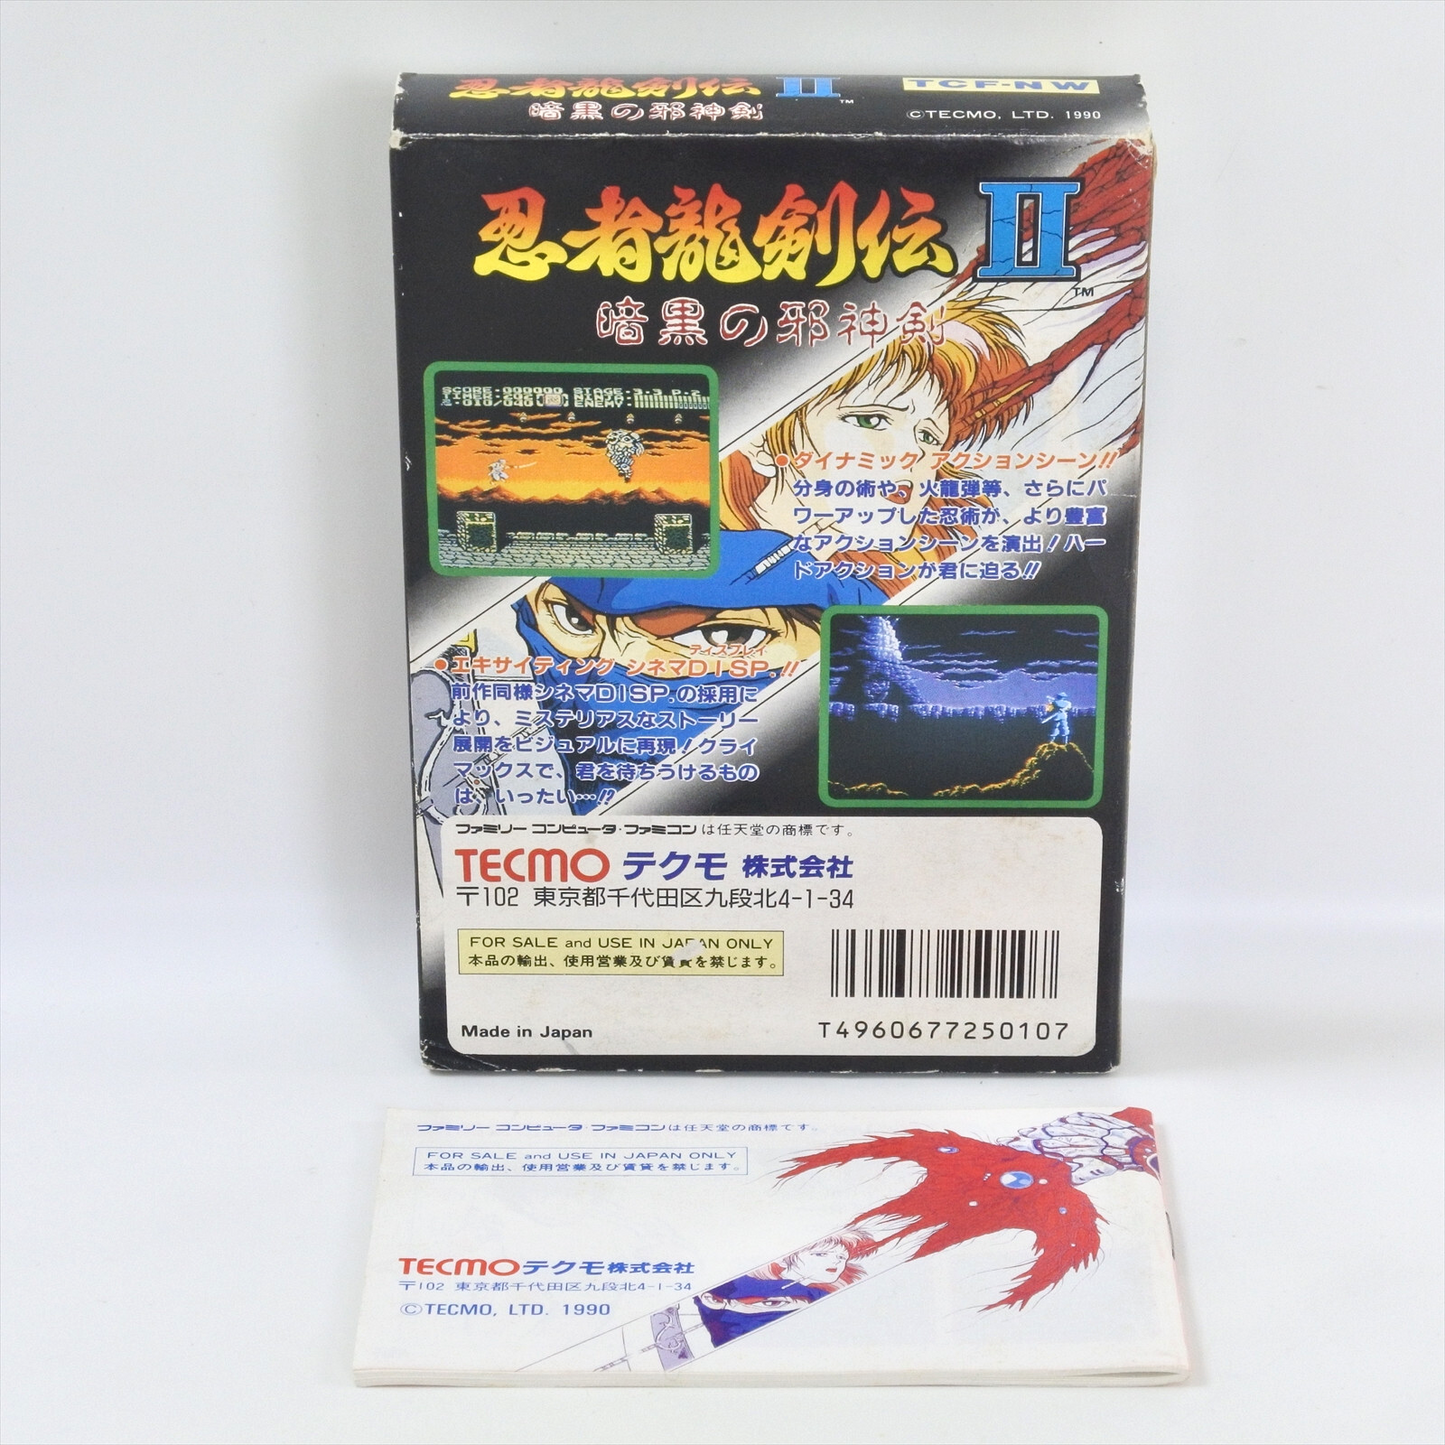 忍者龍剣伝 II ™
暗黒の邪神剣
TCF-NW
©TECMO, LTD. 1990
忍者龍剣伝 II ™
暗黒の邪神剣
SCORE-000000 STAGE-3-3
●ダイナミック アクションシーン!!
分身の術や、火龍弾等、さらにパ
ワーアップした忍術が、より豊富
なアクションシーンを演出!ハー
ドアクションが君に迫る!!
ディスプレイ
●エキサイティング シネマDISP.!!
前作同様シネマDISP.の採用に
より、ミステリアスなストーリー
展開をビジュアルに再現!クライ
マックスで、君を待ちうけるもの
は、いったい…!?
ファミリー コンピュータ・ファミコン は任天堂の商標です。
TECMO テクモ 株式会社
〒102 東京都千代田区九段北4-1-34
FOR SALE and USE IN JAPAN ONLY
本品の輸出、使用営業及び賃貸を禁じます。
Made in Japan
T4960677250107
ファミリー コンピュータ・ファミコンは任天堂の商標です。
FOR SALE and USE IN JAPAN ONLY
本品の輸出、使用営業及び賃貸を禁じます。
TECMO テクモ株式会社
〒102 東京都千代田区九段北4-1-34
©TECMO, LTD. 1990